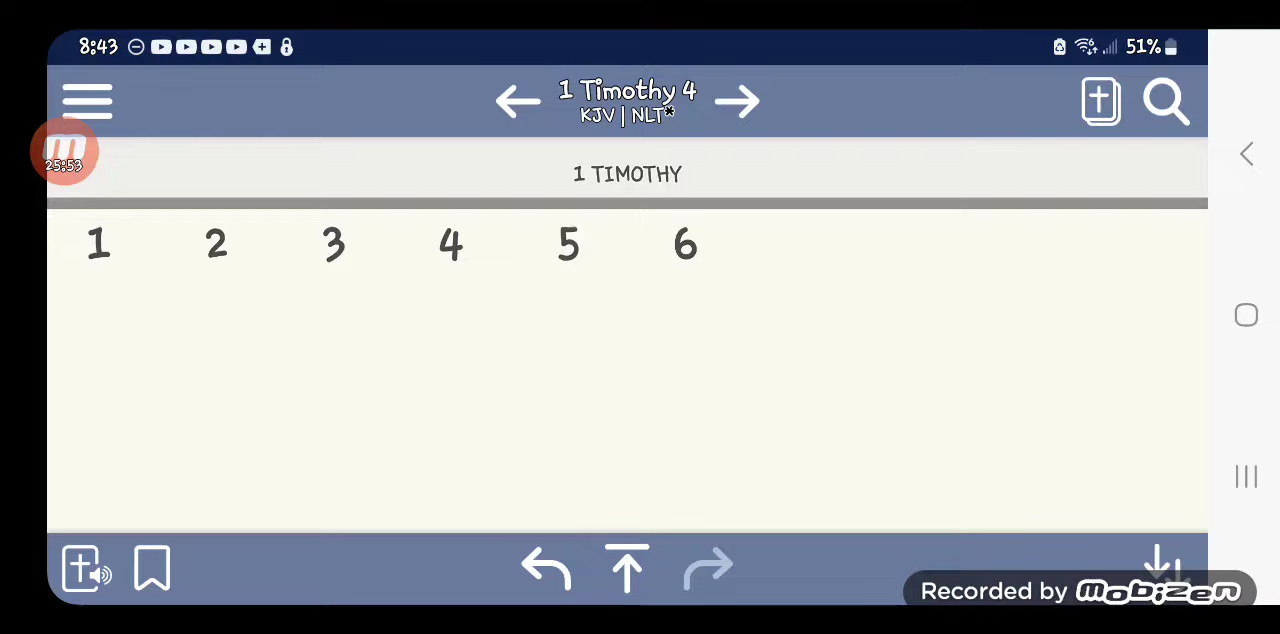 8:43 51%
1 Timothy 4
KJV | NLT*
25:53
1 TIMOTHY
1 2 3 4 5 6
Recorded by mobizen